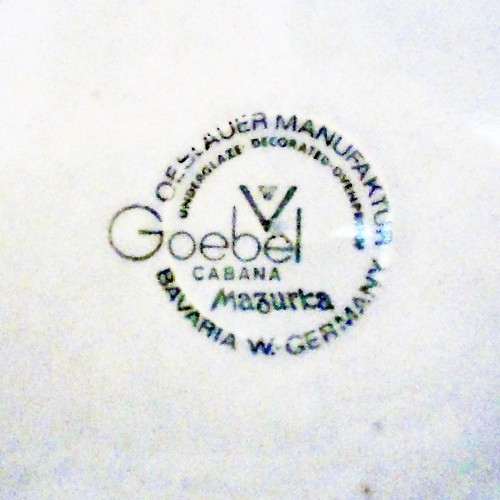 OESLAUER MANUFAKTUR
UNDERGLAZE · DECORATED · OVENPROOF
Goebel
CABANA
Mazurka
BAVARIA W. GERMANY